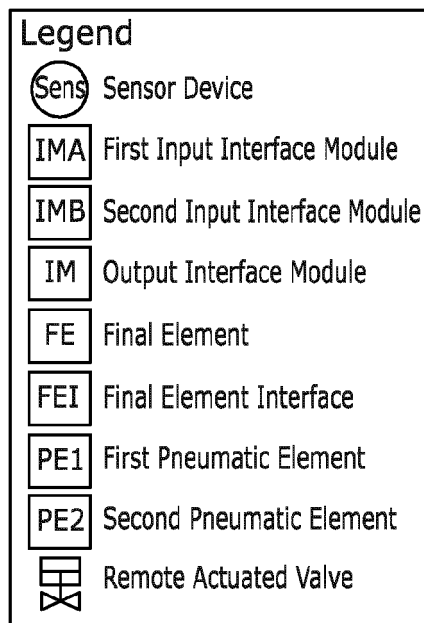 Legend
Sens Sensor Device
IMA First Input Interface Module
IMB Second Input Interface Module
IM Output Interface Module
FE Final Element
FEI Final Element Interface
PE1 First Pneumatic Element
PE2 Second Pneumatic Element
Remote Actuated Valve